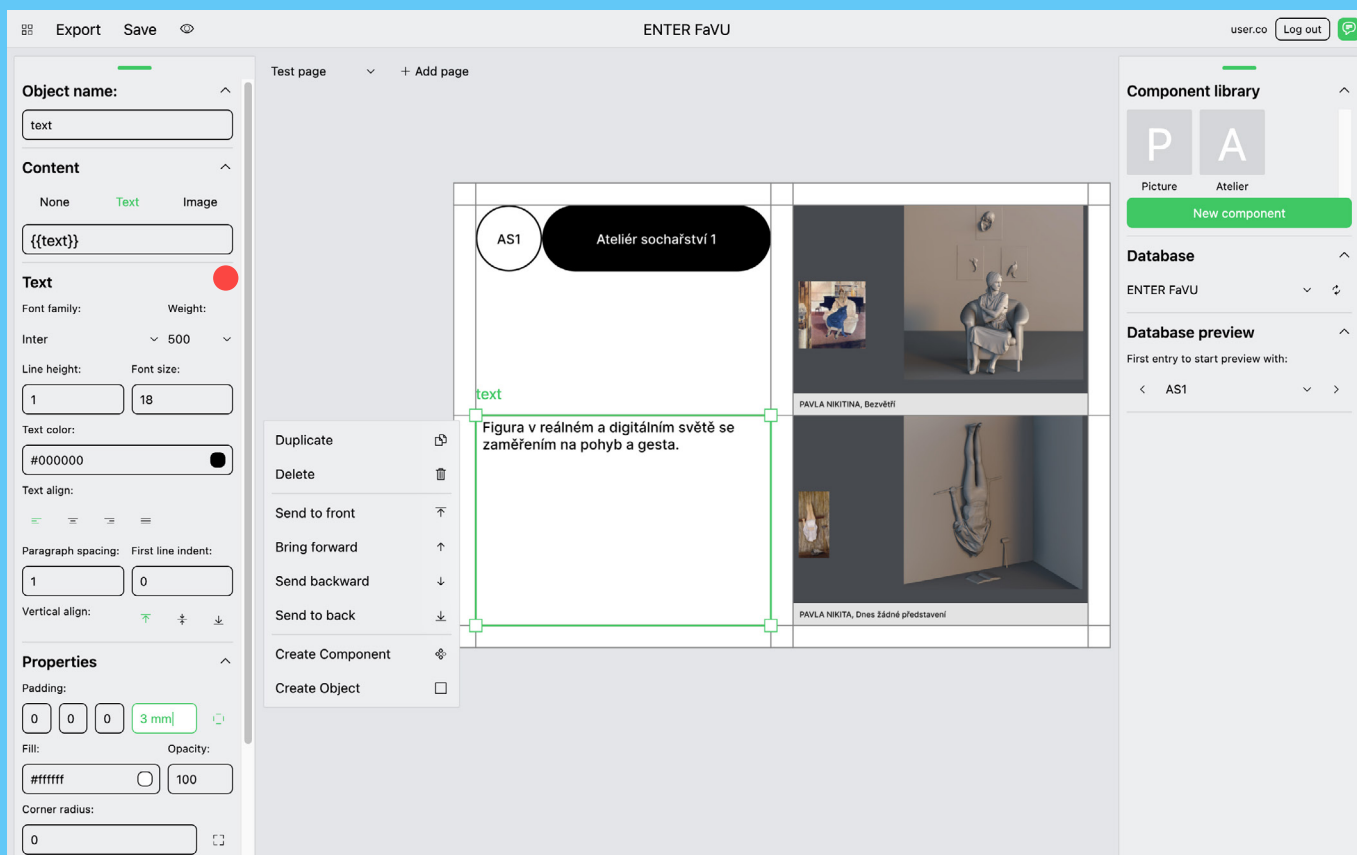 Export Save
ENTER FaVU
user.co Log out
Object name:
text
Content
None Text Image
{{text}}
Text
Font family: Weight:
Inter 500
Line height: Font size:
1 18
Text color:
#000000
Text align:
Paragraph spacing: First line indent:
1 0
Vertical align:
Properties
Padding:
0 0 0 3 mm
Fill: Opacity:
#ffffff 100
Corner radius:
0
Test page + Add page
Duplicate
Delete
Send to front
Bring forward
Send backward
Send to back
Create Component
Create Object
AS1 Ateliér sochařství 1
text
Figura v reálném a digitálním světě se
zaměřením na pohyb a gesta.
PAVLA NIKITINA, Bezvětří
PAVLA NIKITA, Dnes žádné představení
Component library
P A
Picture Atelier
New component
Database
ENTER FaVU
Database preview
First entry to start preview with:
AS1